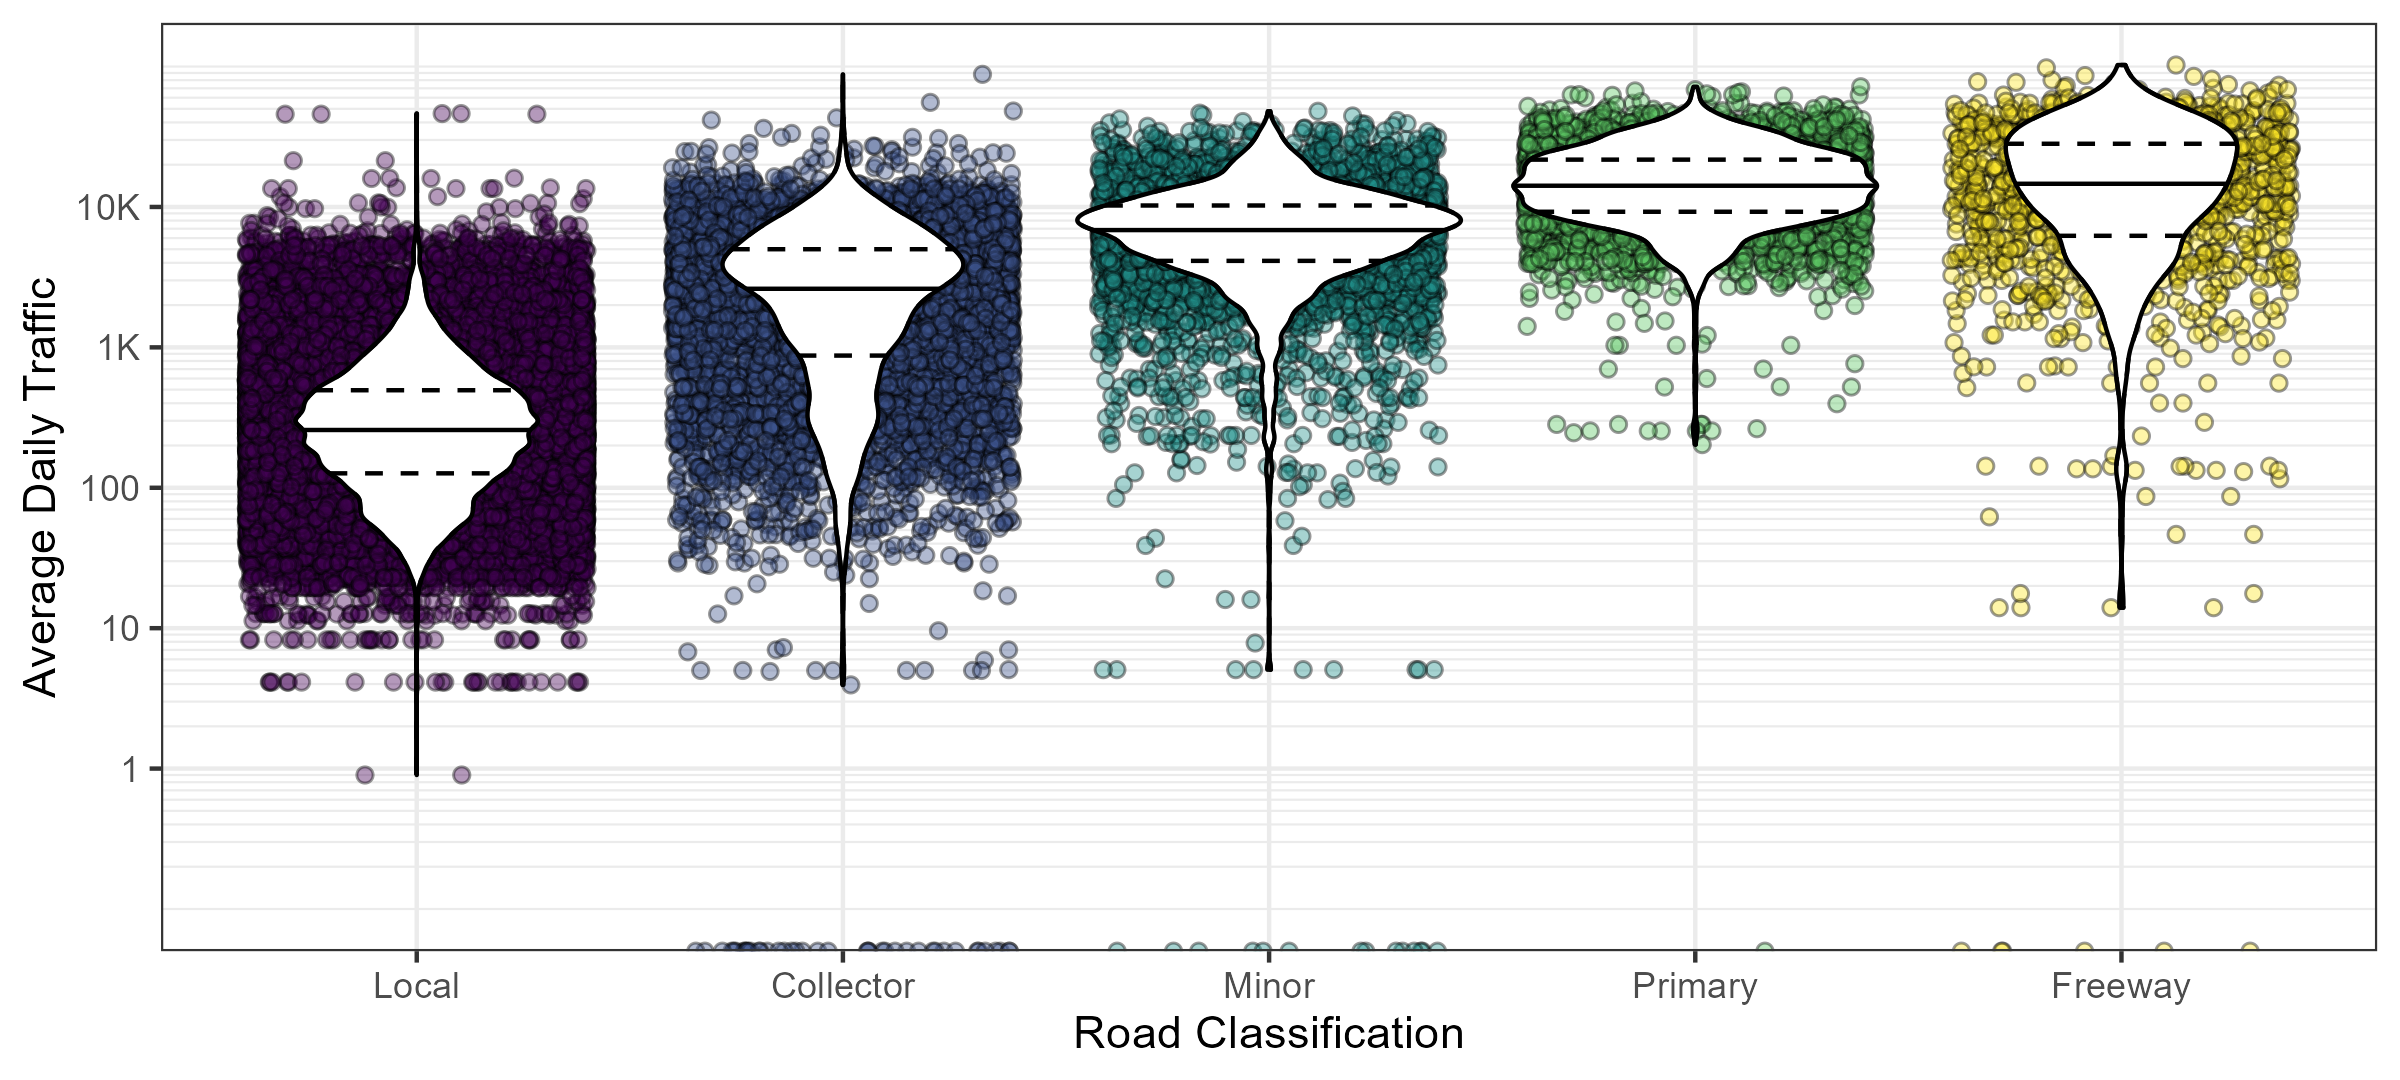 Average Daily Traffic
10K
1K
100
10
1
Local Collector Minor Primary Freeway
Road Classification